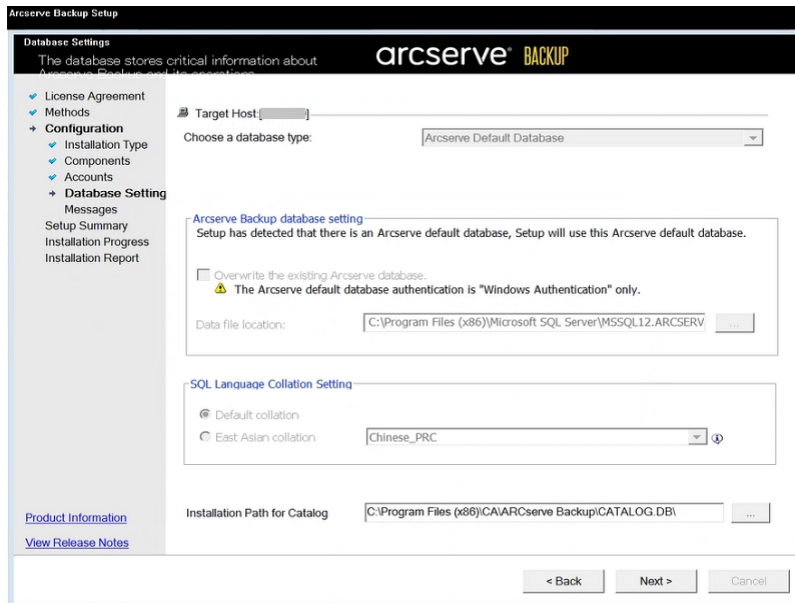 Arcserve Backup Setup
Database Settings
The database stores critical information about
Arcserve Backup and its operations.
arcserve® BACKUP
License Agreement
Methods
Configuration
Installation Type
Components
Accounts
Database Setting
Messages
Setup Summary
Installation Progress
Installation Report
Product Information
View Release Notes
Target Host:[ ]
Choose a database type:
Arcserve Default Database
Arcserve Backup database setting
Setup has detected that there is an Arcserve default database, Setup will use this Arcserve default database.
Overwrite the existing Arcserve database.
The Arcserve default database authentication is "Windows Authentication" only.
Data file location:
C:\Program Files (x86)\Microsoft SQL Server\MSSQL12.ARCSERV
...
SQL Language Collation Setting
Default collation
East Asian collation
Chinese_PRC
Installation Path for Catalog
C:\Program Files (x86)\CA\ARCserve Backup\CATALOG.DB\
...
< Back
Next >
Cancel